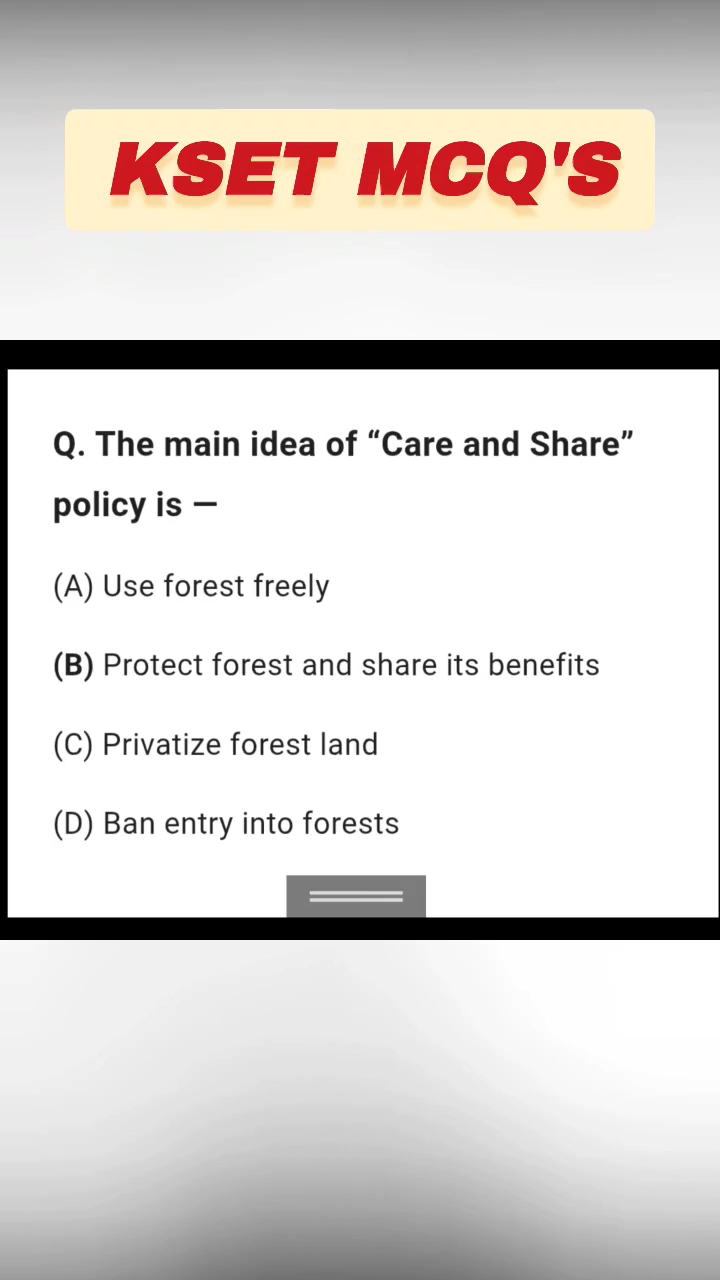 KSET MCQ'S
Q. The main idea of “Care and Share”
policy is —
(A) Use forest freely
(B) Protect forest and share its benefits
(C) Privatize forest land
(D) Ban entry into forests